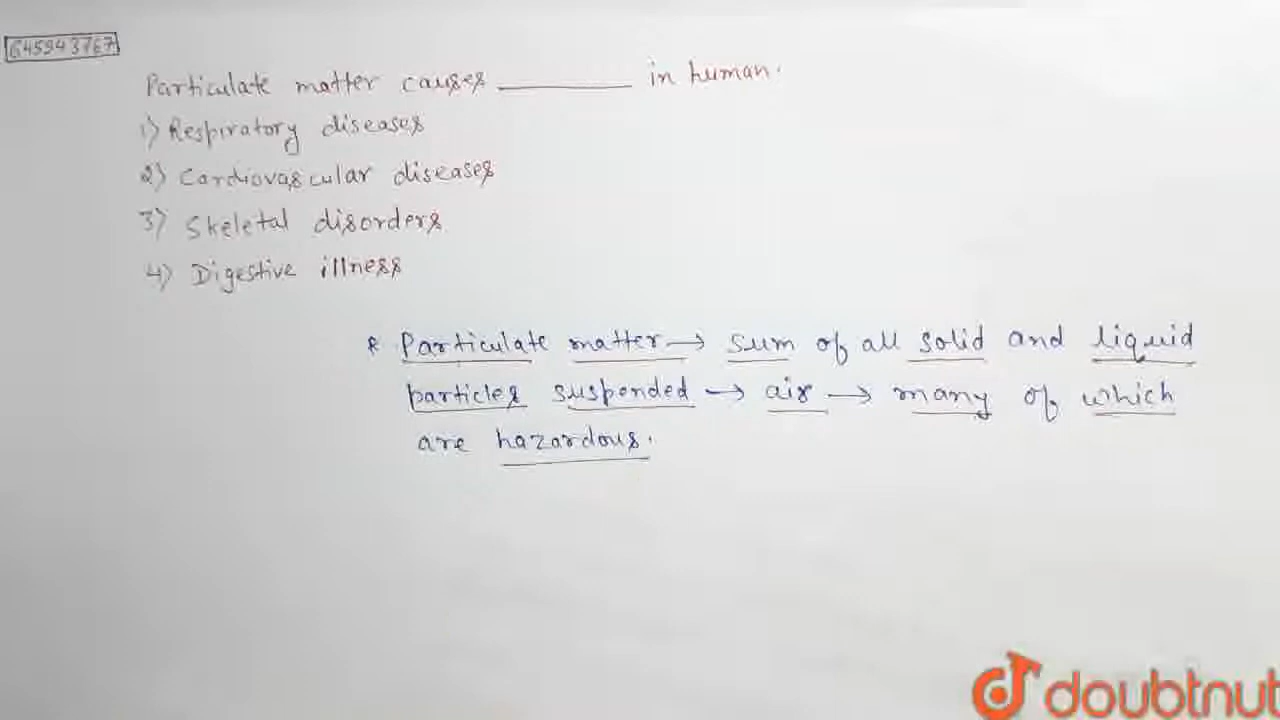 645943767
Particulate matter causes ________ in human.
1) Respiratory diseases
2) Cardiovascular diseases
3) Skeletal disorders
4) Digestive illness
* Particulate matter → sum of all solid and liquid
particles suspended → air → many of which
are hazardous.
doubtnut